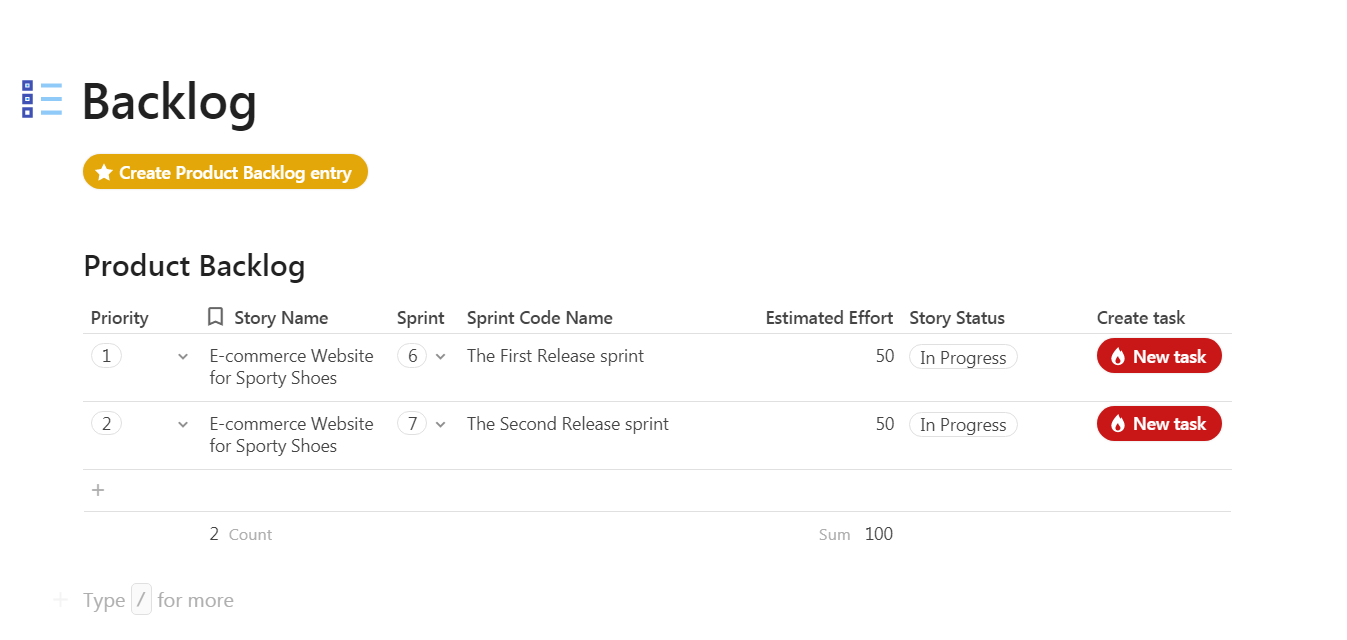 Backlog
Create Product Backlog entry
Product Backlog
Priority Story Name Sprint Sprint Code Name Estimated Effort Story Status Create task
1 E-commerce Website 6 The First Release sprint 50 In Progress New task
for Sporty Shoes
2 E-commerce Website 7 The Second Release sprint 50 In Progress New task
for Sporty Shoes
+
2 Count Sum 100
+ Type / for more